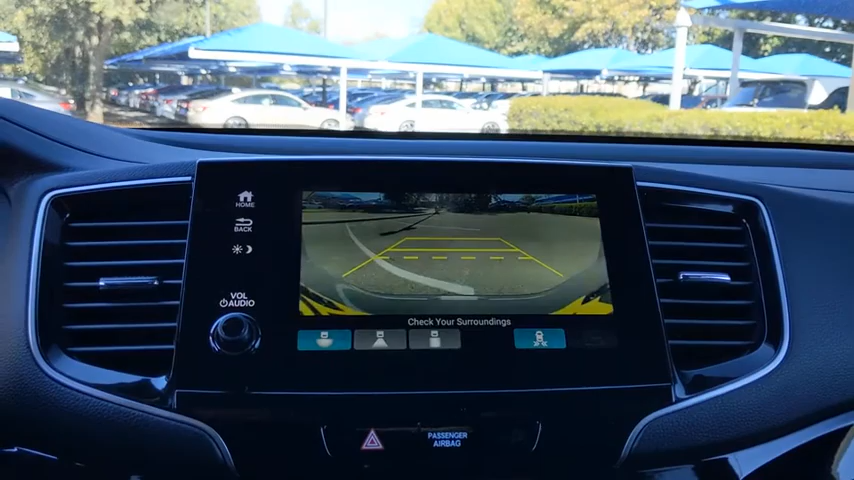 HOME
BACK
VOL
AUDIO
Check Your Surroundings
PASSENGER
AIRBAG